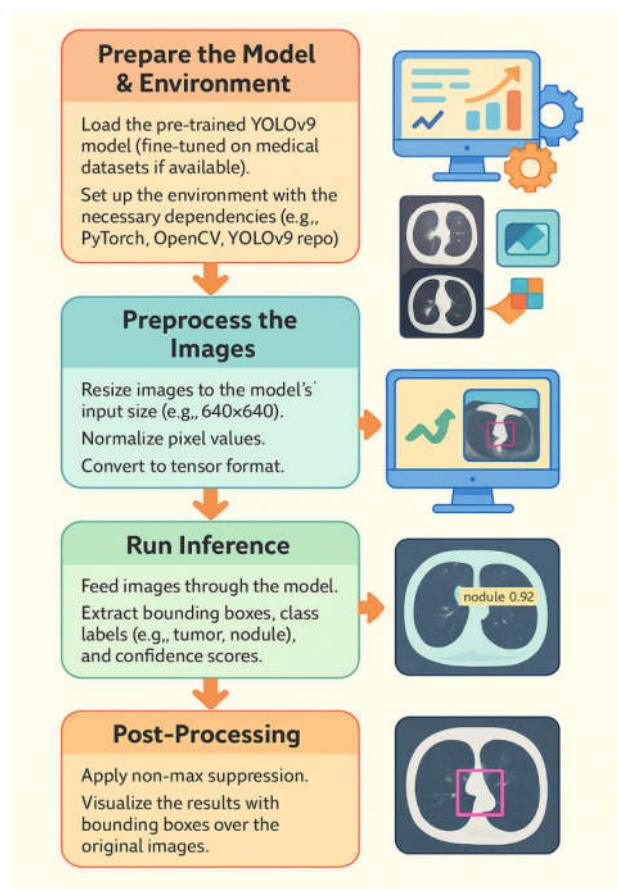 Prepare the Model
& Environment
Load the pre-trained YOLOv9
model (fine-tuned on medical
datasets if available).
Set up the environment with the
necessary dependencies (e.g,,
PyTorch, OpenCV, YOLOv9 repo)
Preprocess the
Images
Resize images to the model’s´
input size (e.g,, 640×640).
Normalize pixel values.
Convert to tensor format.
Run Inference
Feed images through the model.
Extract bounding boxes, class
labels (e.g,, tumor, nodule),
and confidence scores.
nodule 0.92
Post-Processing
Apply non-max suppression.
Visualize the results with
bounding boxes over the
original images.